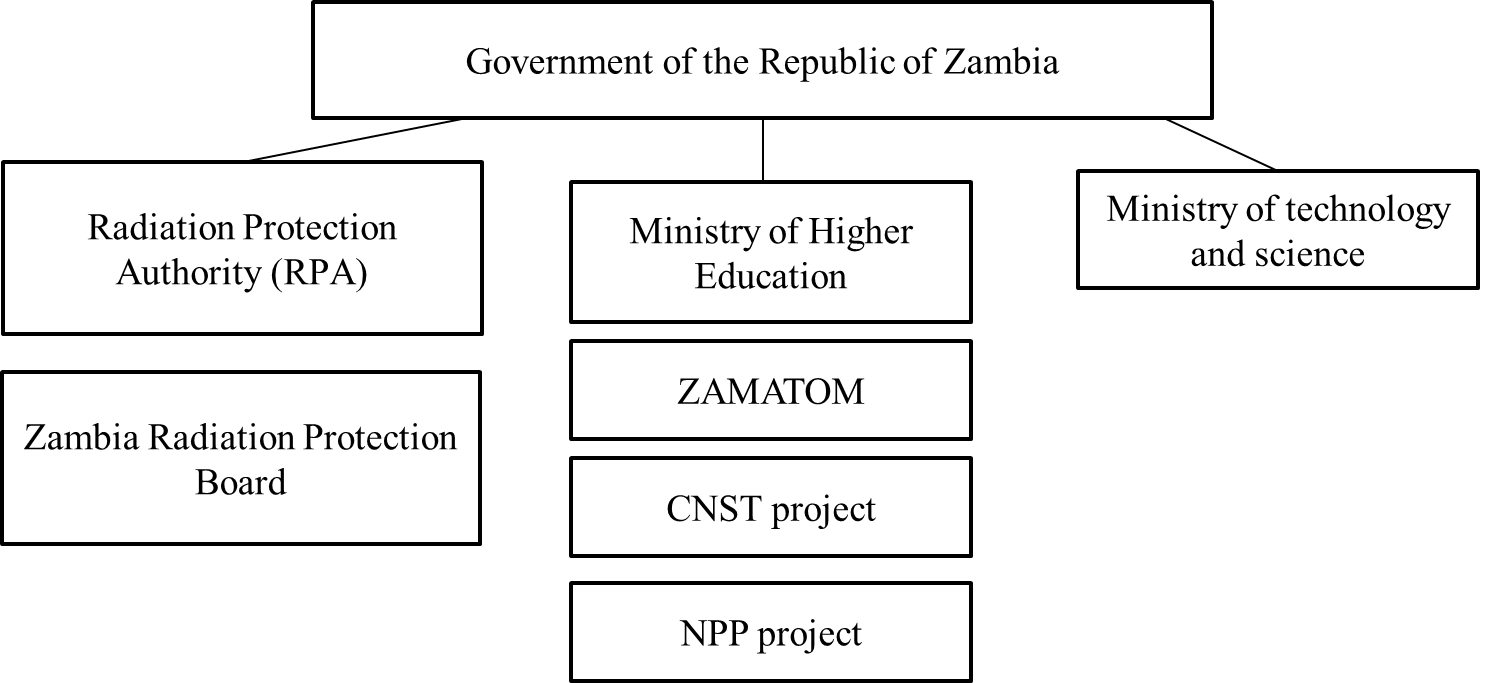 Government of the Republic of Zambia
Radiation Protection
Authority (RPA)
Zambia Radiation Protection
Board
Ministry of Higher
Education
ZAMATOM
CNST project
NPP project
Ministry of technology
and science